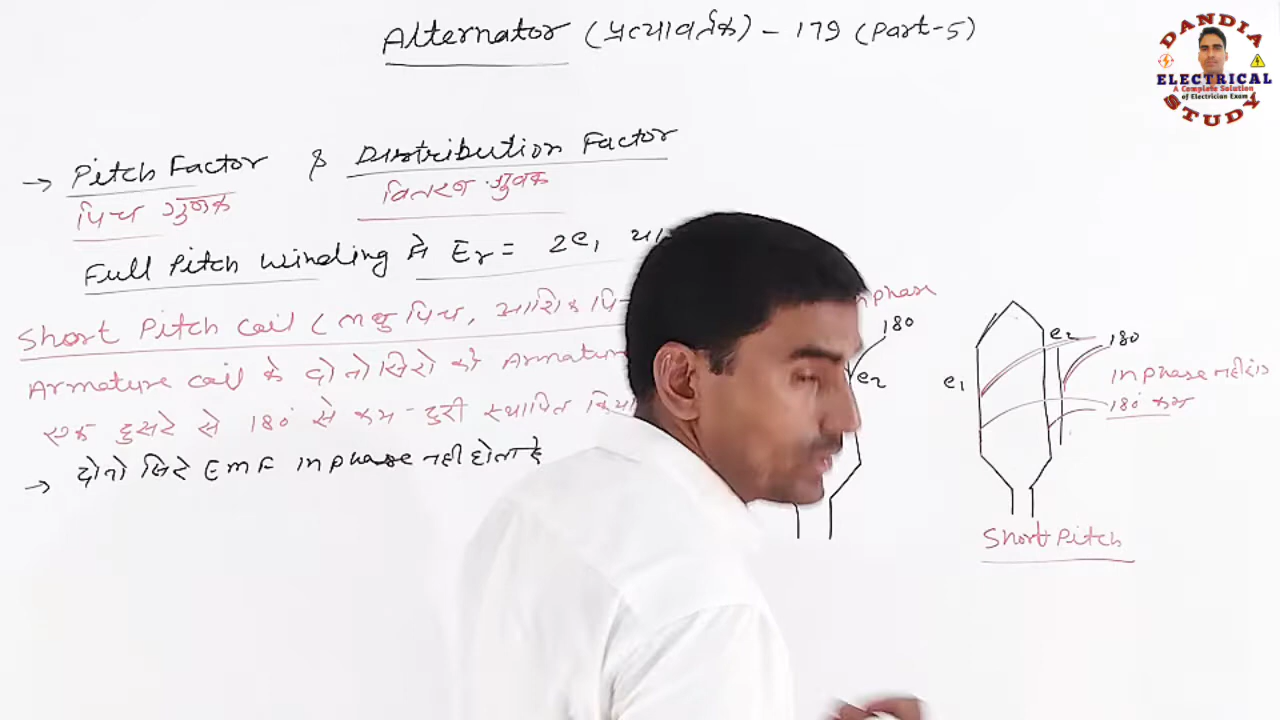 Alternator (प्रत्यावर्तक) - 179 (Part-5)
DANDIA
ELECTRICAL
A Complete Solution
of Electrician Exam
STUDY
→ Pitch Factor & Distribution Factor
पिच गुणक वितरण गुणक
Full Pitch Winding में Er = 2e,
Short Pitch Coil (लघु पिच, आंशिक
Armature Coil के दोनो सिरों को Armature
एक दुसरे से 180° से कम दुरी स्थापित
→ दोनो सिरे EMF inphase नही होता है
inphase
180
e2
e1
e2
180
inphase नही
180° कम
Short Pitch